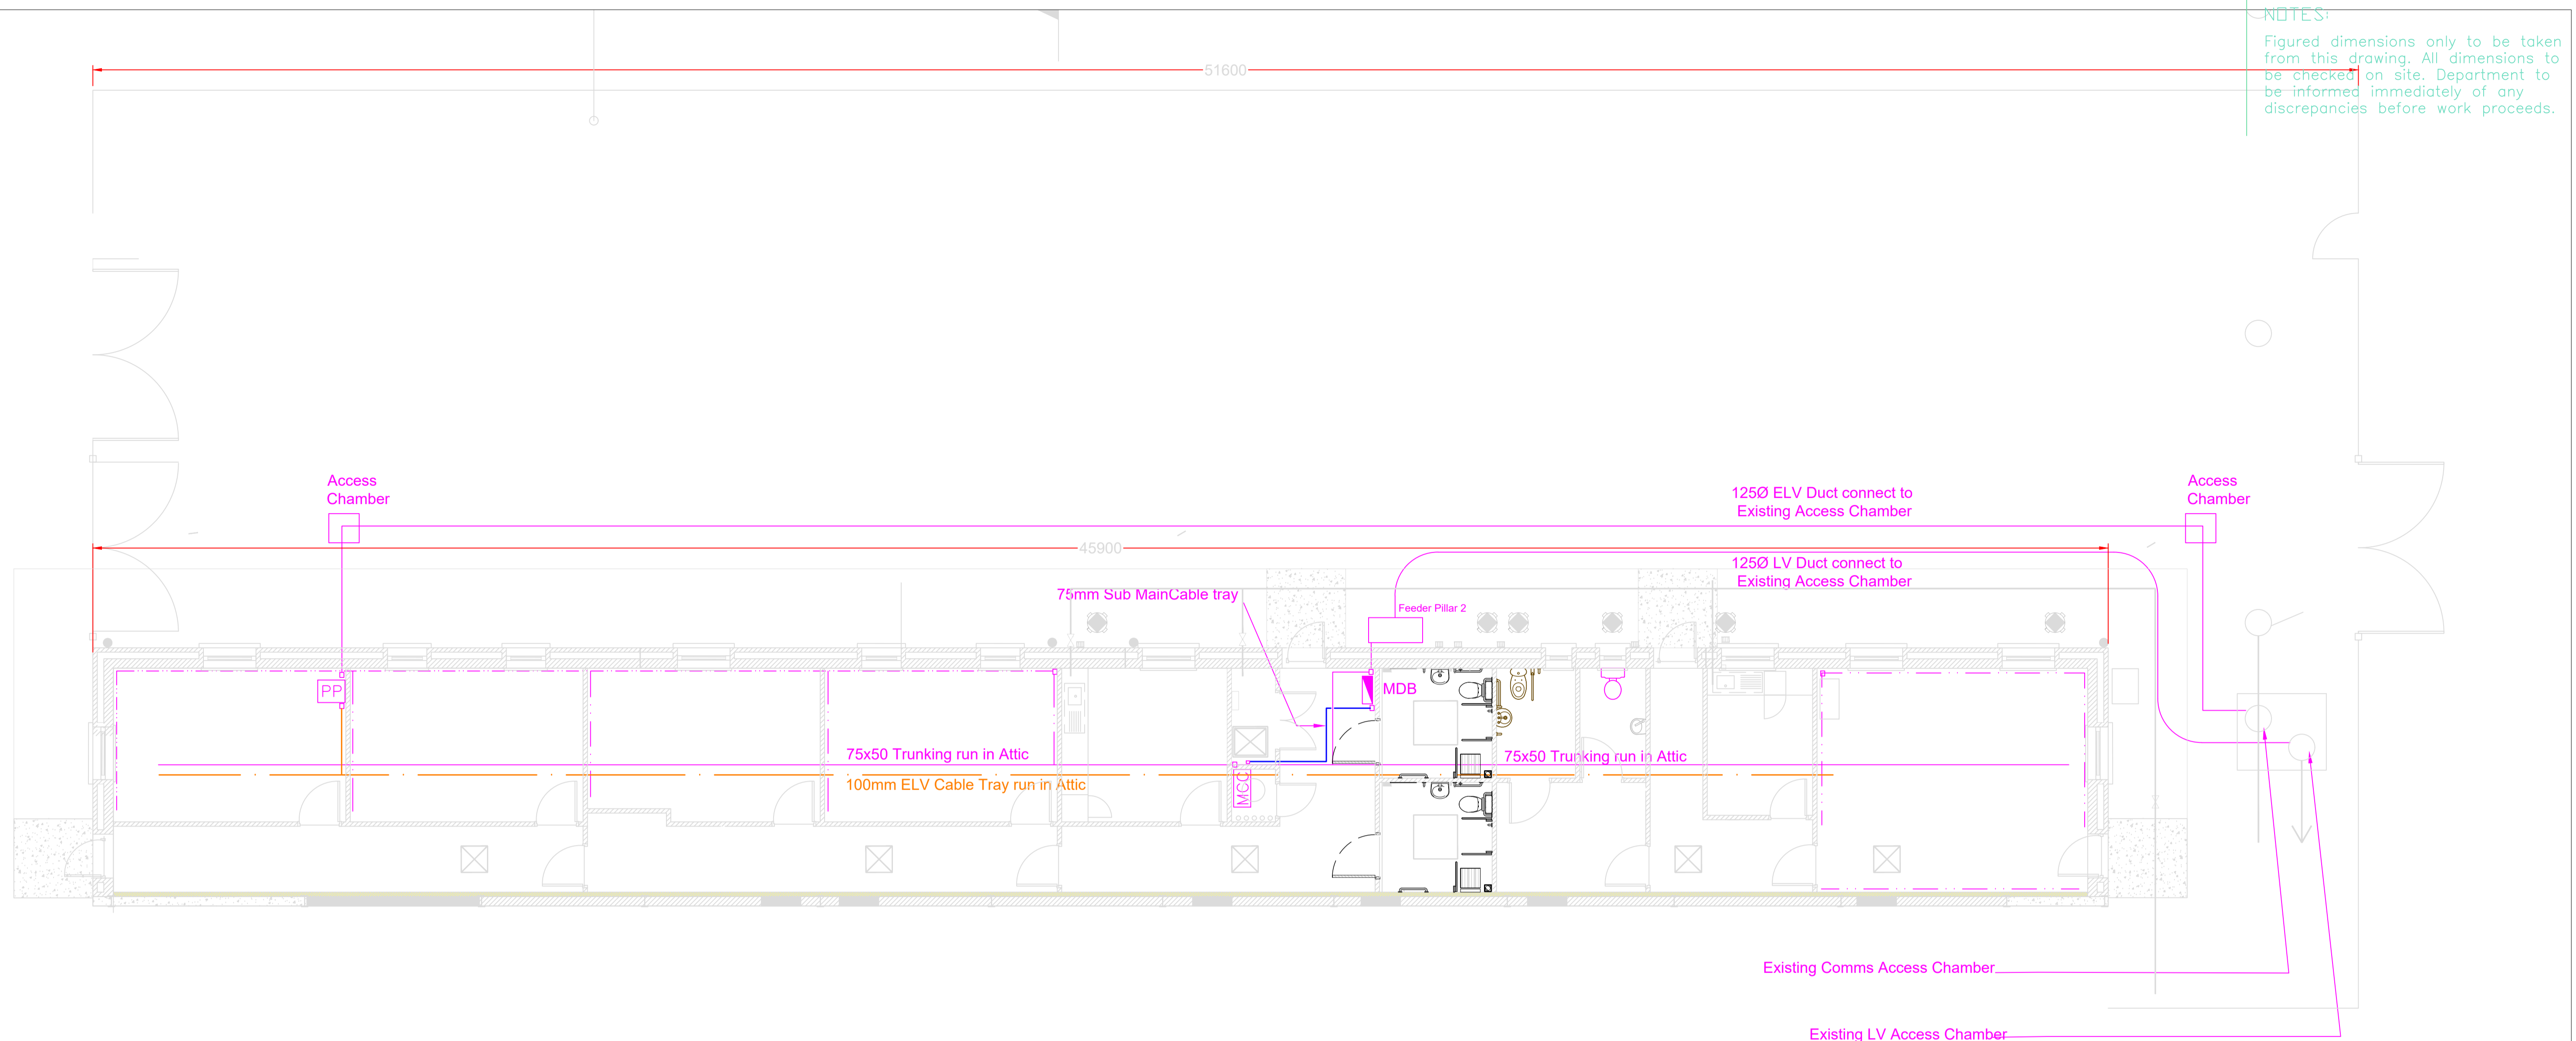 NOTES:
Figured dimensions only to be taken
from this drawing. All dimensions to
be checked on site. Department to
be informed immediately of any
discrepancies before work proceeds.
51600
Access
Chamber
125Ø ELV Duct connect to
Existing Access Chamber
Access
Chamber
45900
125Ø LV Duct connect to
Existing Access Chamber
75mm Sub MainCable tray
Feeder Pillar 2
PP
MDB
75x50 Trunking run in Attic
75x50 Trunking run in Attic
100mm ELV Cable Tray run in Attic
MCC
Existing Comms Access Chamber
Existing LV Access Chamber